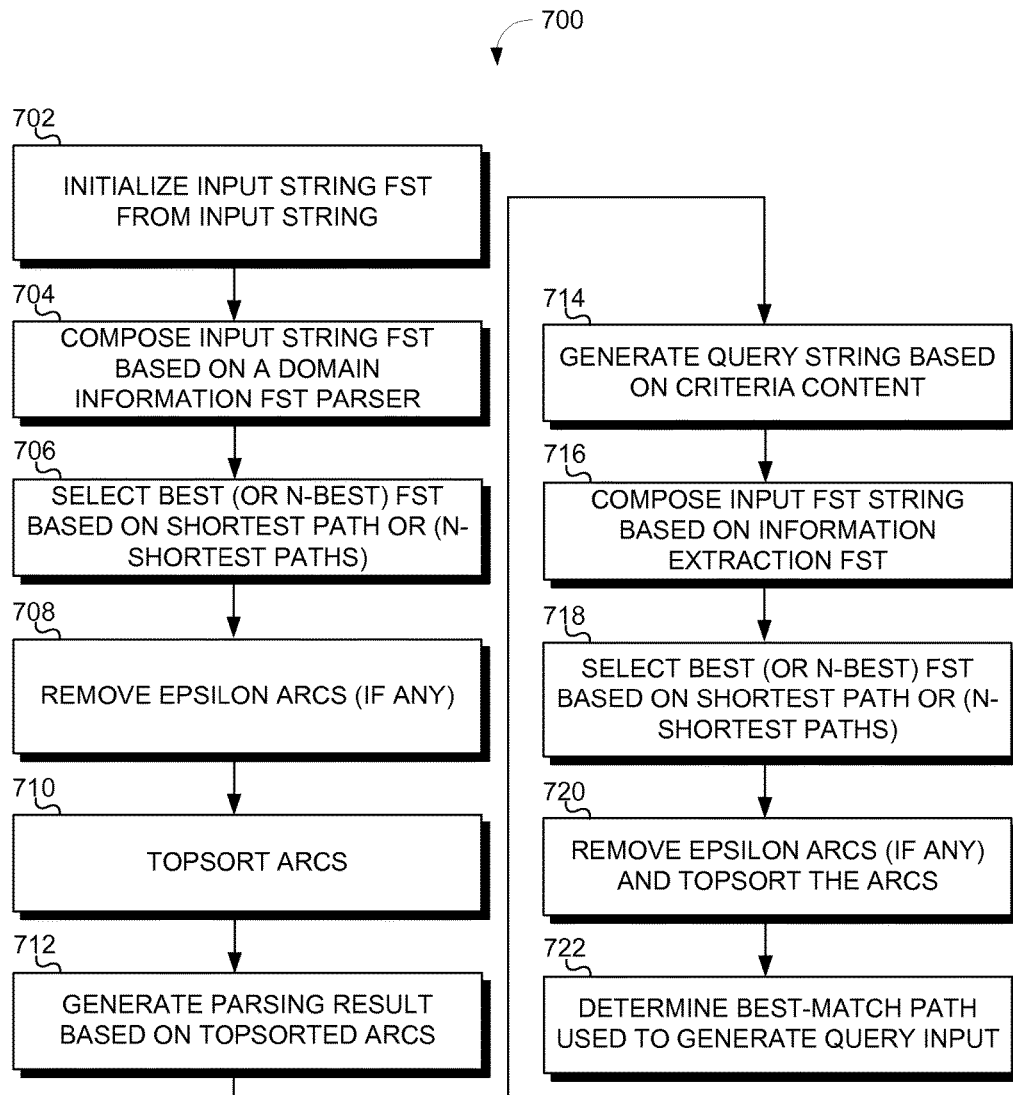 700
702
INITIALIZE INPUT STRING FST
FROM INPUT STRING
704
COMPOSE INPUT STRING FST
BASED ON A DOMAIN
INFORMATION FST PARSER
706
SELECT BEST (OR N-BEST) FST
BASED ON SHORTEST PATH OR (N-
SHORTEST PATHS)
708
REMOVE EPSILON ARCS (IF ANY)
710
TOPSORT ARCS
712
GENERATE PARSING RESULT
BASED ON TOPSORTED ARCS
714
GENERATE QUERY STRING BASED
ON CRITERIA CONTENT
716
COMPOSE INPUT FST STRING
BASED ON INFORMATION
EXTRACTION FST
718
SELECT BEST (OR N-BEST) FST
BASED ON SHORTEST PATH OR (N-
SHORTEST PATHS)
720
REMOVE EPSILON ARCS (IF ANY)
AND TOPSORT THE ARCS
722
DETERMINE BEST-MATCH PATH
USED TO GENERATE QUERY INPUT